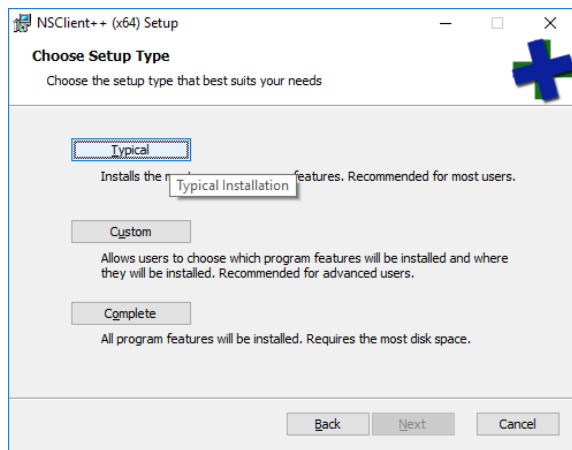 NSClient++ (x64) Setup
Choose Setup Type
Choose the setup type that best suits your needs
Typical
Installs the features. Recommended for most users.
Typical Installation
Custom
Allows users to choose which program features will be installed and where
they will be installed. Recommended for advanced users.
Complete
All program features will be installed. Requires the most disk space.
Back Next Cancel